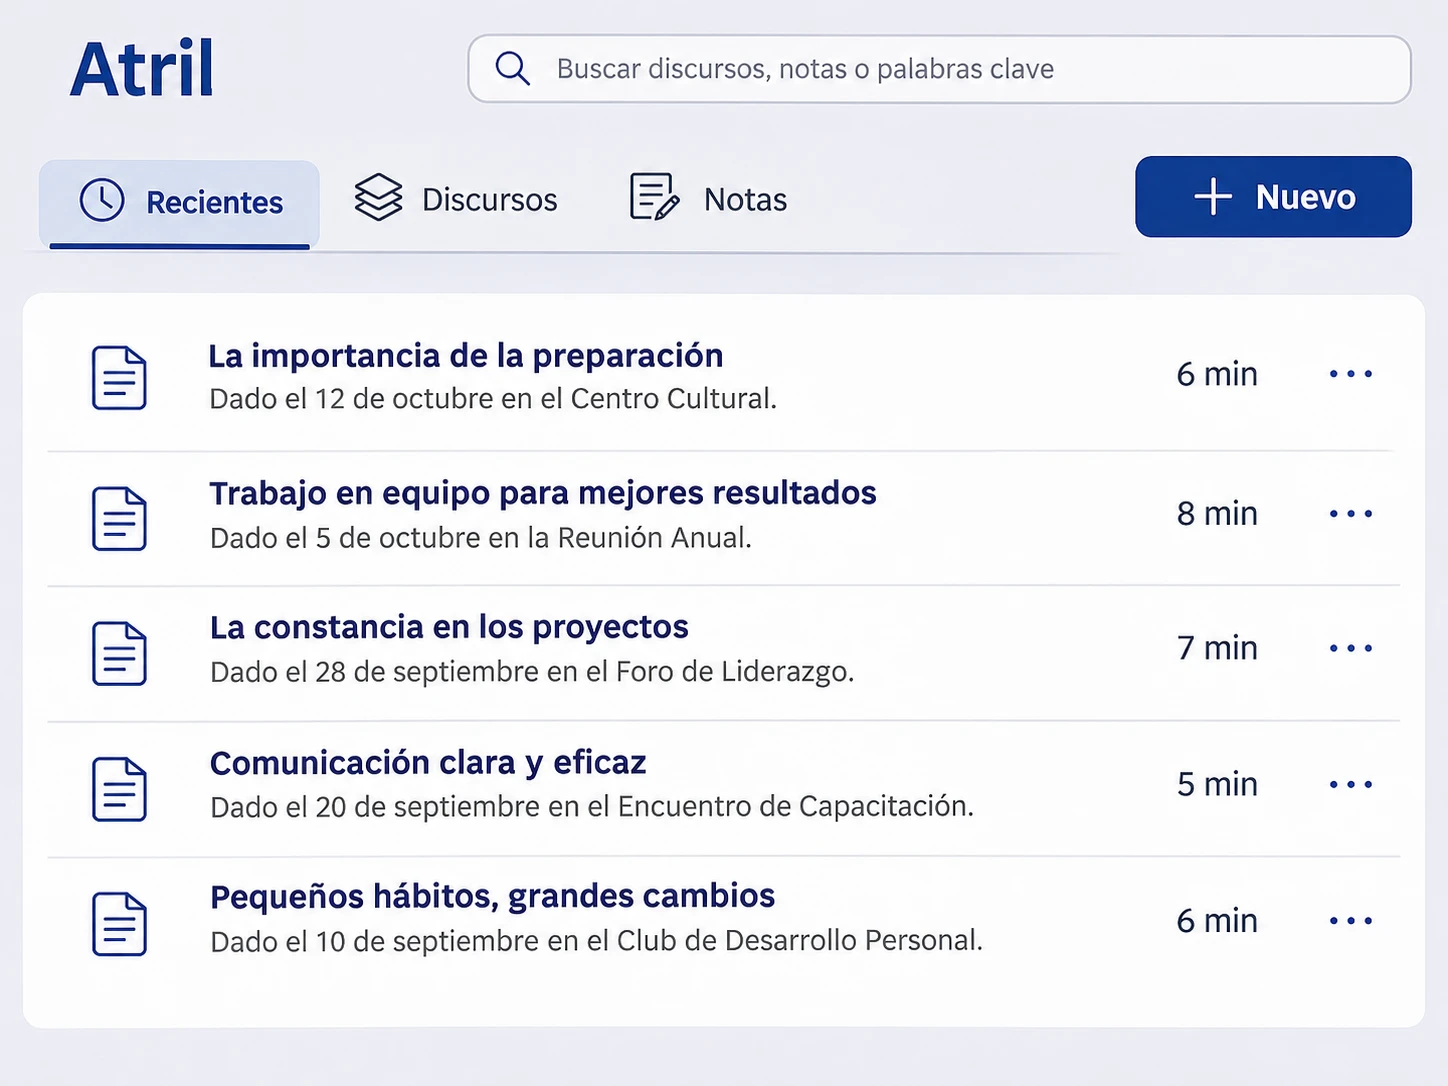 Atril
Buscar discursos, notas o palabras clave
Recientes
Discursos
Notas
Nuevo
La importancia de la preparación
Dado el 12 de octubre en el Centro Cultural.
6 min
Trabajo en equipo para mejores resultados
Dado el 5 de octubre en la Reunión Anual.
8 min
La constancia en los proyectos
Dado el 28 de septiembre en el Foro de Liderazgo.
7 min
Comunicación clara y eficaz
Dado el 20 de septiembre en el Encuentro de Capacitación.
5 min
Pequeños hábitos, grandes cambios
Dado el 10 de septiembre en el Club de Desarrollo Personal.
6 min